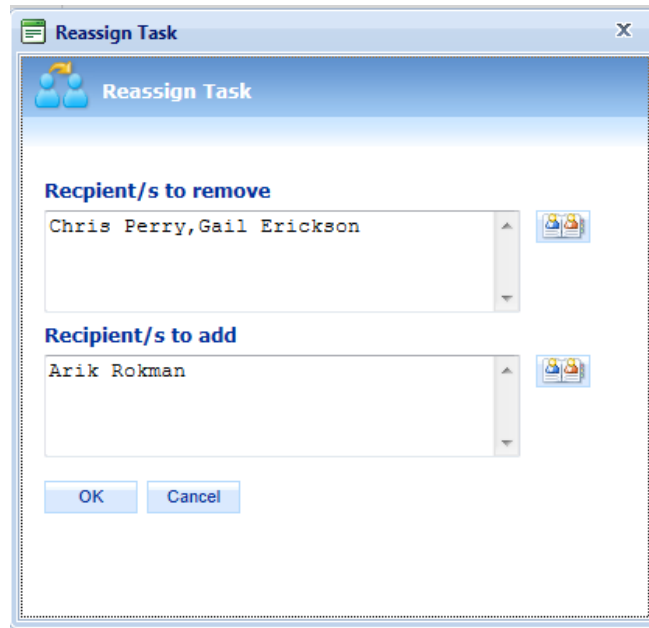 Reassign Task
X
Reassign Task
Recpient/s to remove
Chris Perry,Gail Erickson
Recipient/s to add
Arik Rokman
OK Cancel